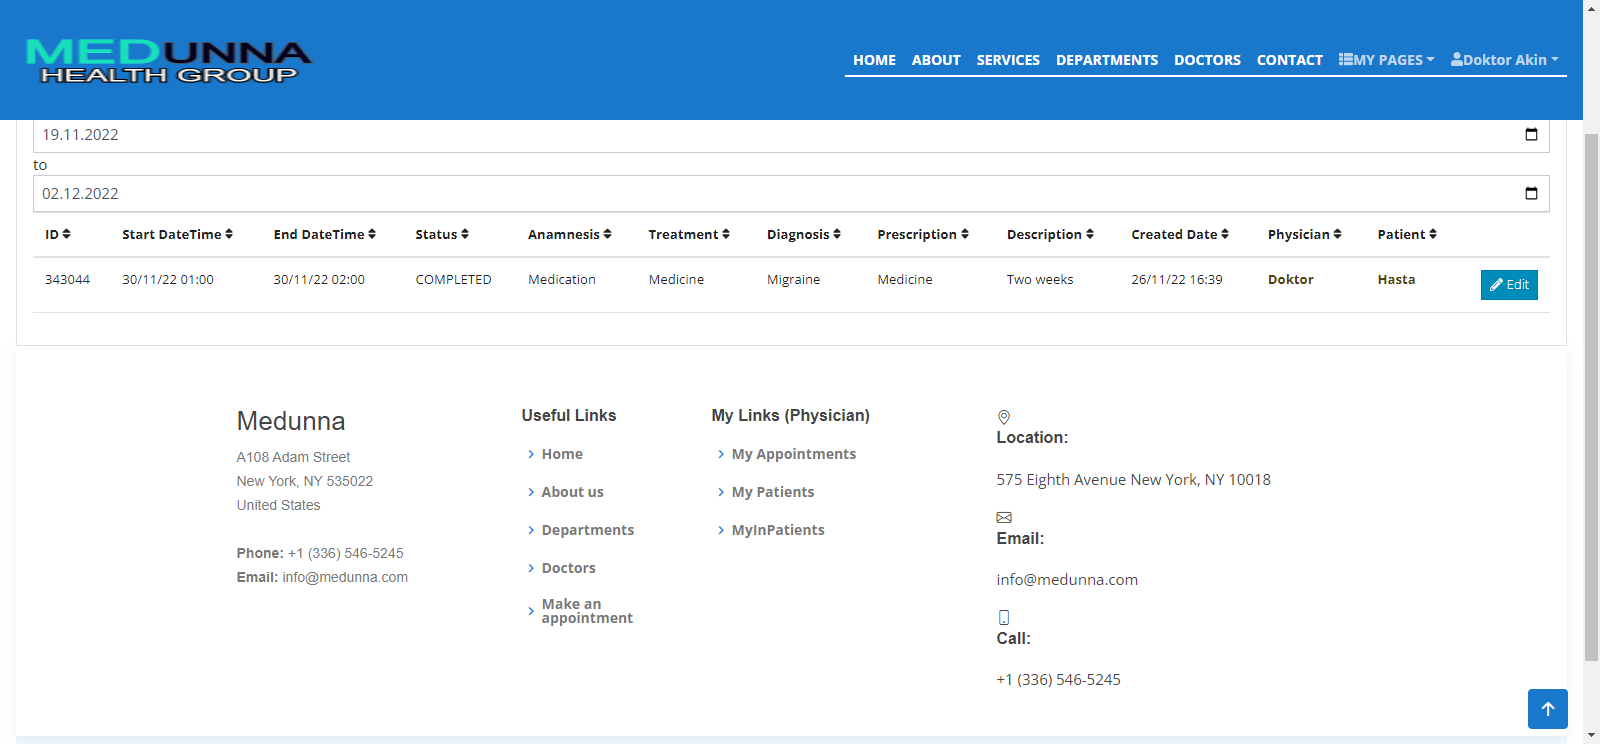 MEDUNNA
HEALTH GROUP
HOME ABOUT SERVICES DEPARTMENTS DOCTORS CONTACT MY PAGES Doktor Akin
19.11.2022
to
02.12.2022
ID Start DateTime End DateTime Status Anamnesis Treatment Diagnosis Prescription Description Created Date Physician Patient
343044 30/11/22 01:00 30/11/22 02:00 COMPLETED Medication Medicine Migraine Medicine Two weeks 26/11/22 16:39 Doktor Hasta Edit
Medunna
A108 Adam Street
New York, NY 535022
United States
Phone: +1 (336) 546-5245
Email: info@medunna.com
Useful Links
Home
About us
Departments
Doctors
Make an
appointment
My Links (Physician)
My Appointments
My Patients
MyInPatients
Location:
575 Eighth Avenue New York, NY 10018
Email:
info@medunna.com
Call:
+1 (336) 546-5245